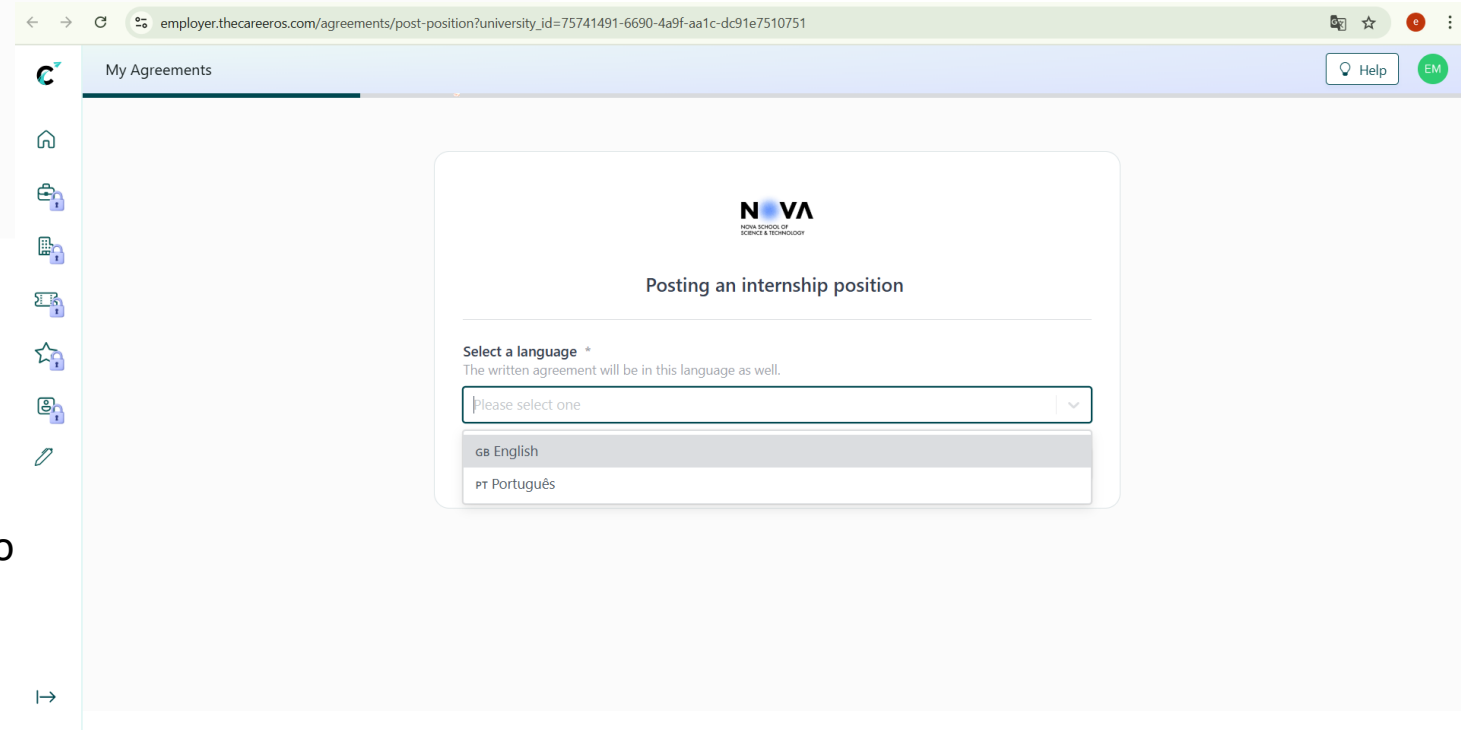 employer.thecareeros.com/agreements/post-position?university_id=75741491-6690-4a9f-aa1c-dc91e7510751
e
My Agreements
Help
EM
NOVA
NOVA SCHOOL OF
SCIENCE & TECHNOLOGY
Posting an internship position
Select a language *
The written agreement will be in this language as well.
Please select one
GB English
PT Português
o